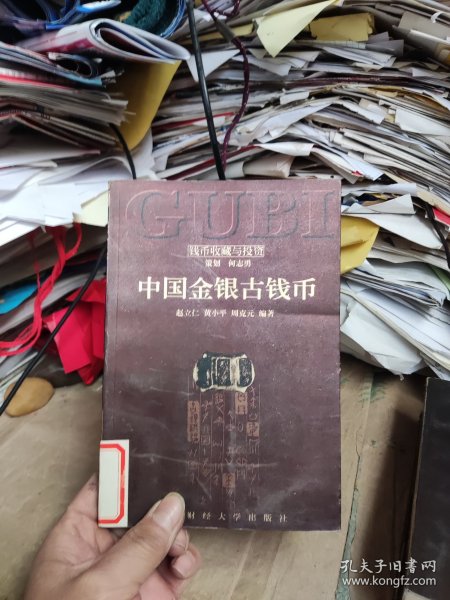 GUBI
钱币收藏与投资
策划 何志勇
中国金银古钱币
赵立仁 黄小平 周克元 编著
财经大学出版社
孔夫子旧书网
www.kongfz.com